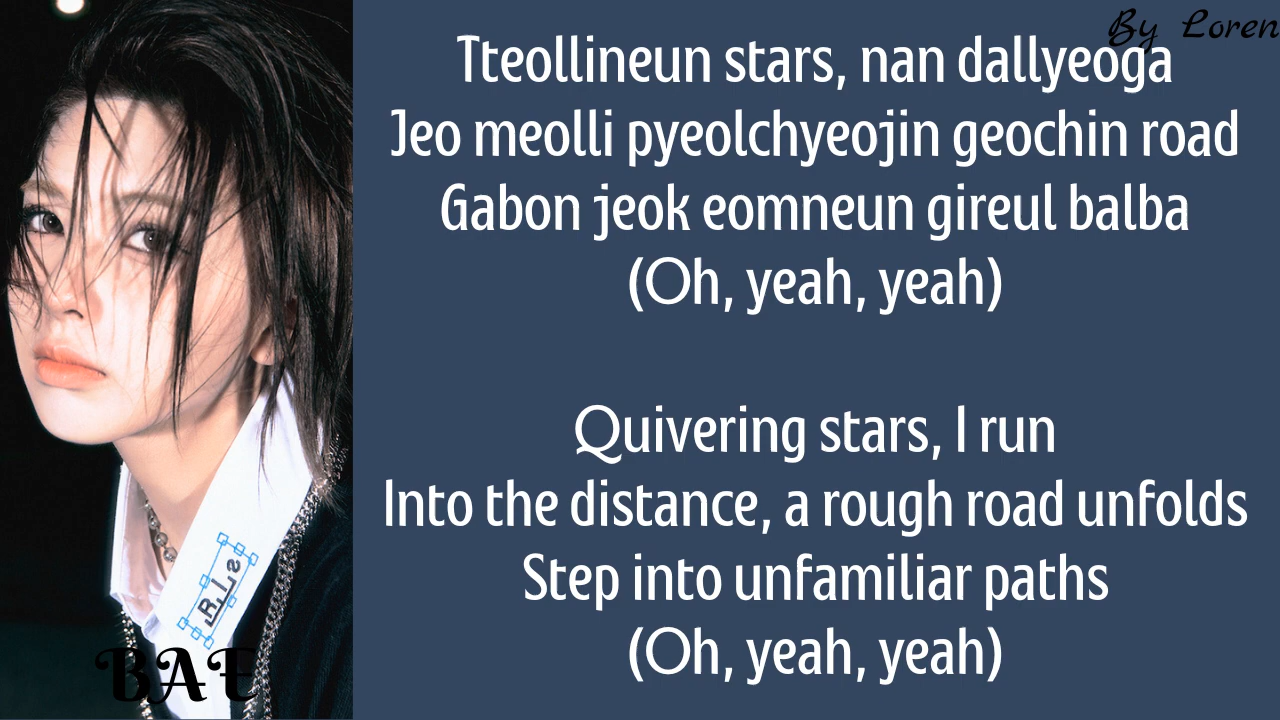 By Loren
Tteollineun stars, nan dallyeoga
Jeo meolli pyeolchyeojin geochin road
Gabon jeok eomneun gireul balba
(Oh, yeah, yeah)
Quivering stars, I run
Into the distance, a rough road unfolds
Step into unfamiliar paths
(Oh, yeah, yeah)
BAE